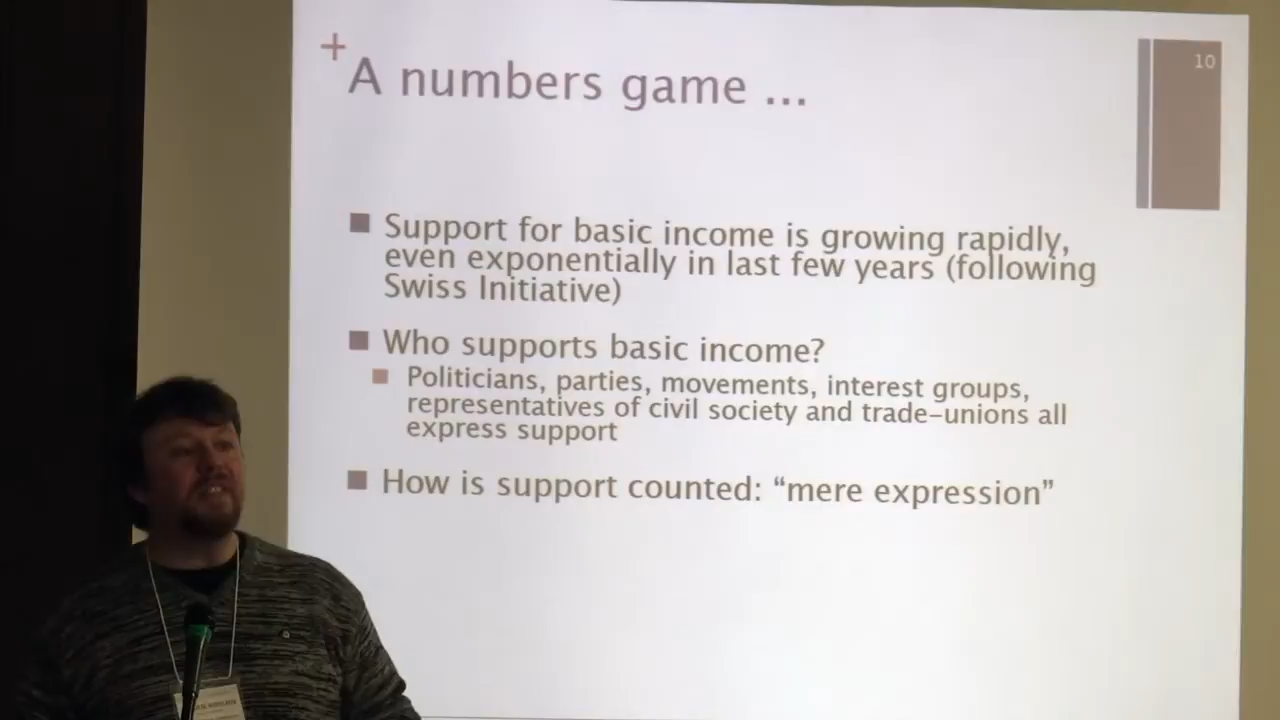 10
+
A numbers game ...
Support for basic income is growing rapidly,
even exponentially in last few years (following
Swiss Initiative)
Who supports basic income?
Politicians, parties, movements, interest groups,
representatives of civil society and trade-unions all
express support
How is support counted: “mere expression”